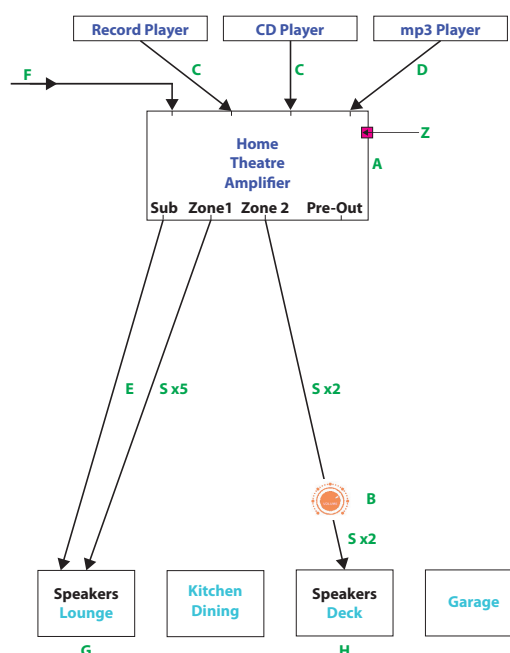 Record Player
CD Player
mp3 Player
F
C
C
D
Z
Home
Theatre
Amplifier
A
Sub Zone1 Zone 2 Pre-Out
E
S x5
S x2
B
S x2
Speakers
Lounge
Kitchen
Dining
Speakers
Deck
Garage
G
H